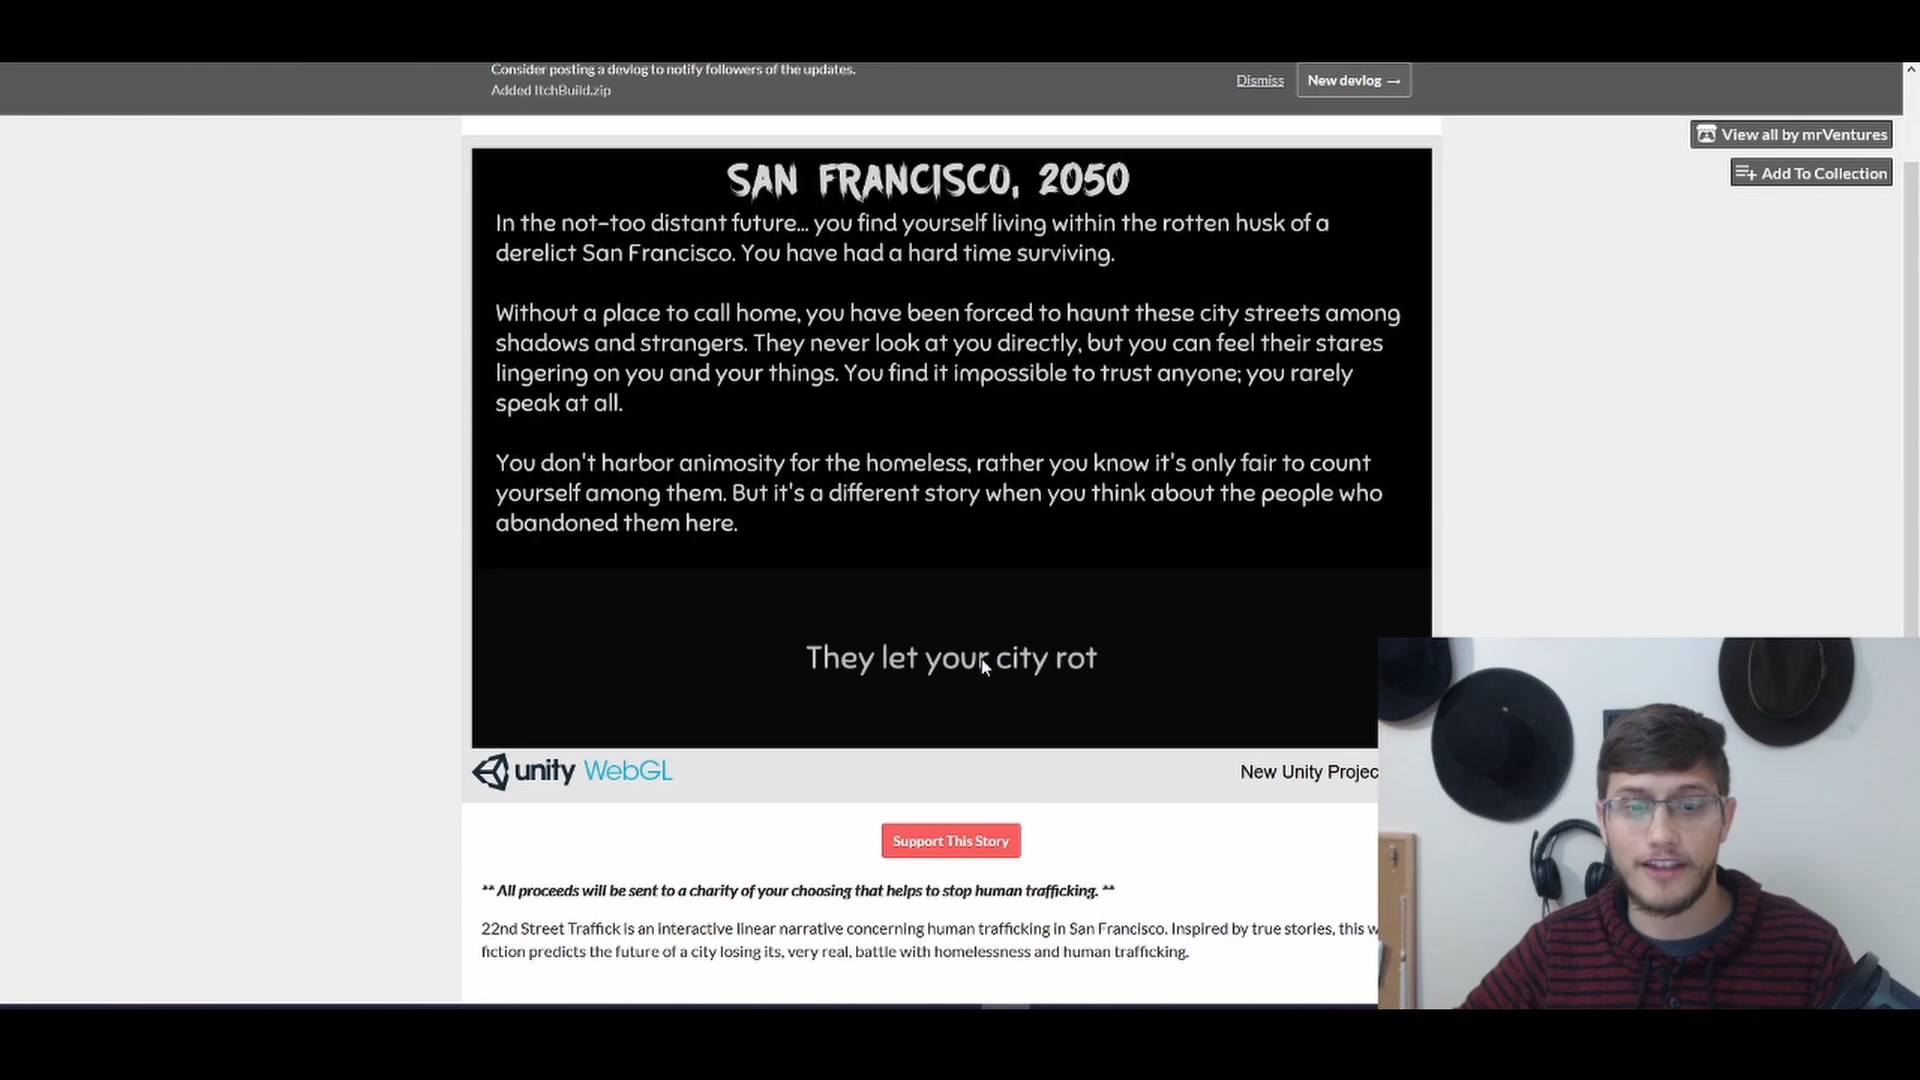 Consider posting a devlog to notify followers of the updates.
Added ItchBuild.zip
Dismiss
New devlog →
View all by mrVentures
Add To Collection
SAN FRANCISCO, 2050
In the not-too distant future... you find yourself living within the rotten husk of a
derelict San Francisco. You have had a hard time surviving.
Without a place to call home, you have been forced to haunt these city streets among
shadows and strangers. They never look at you directly, but you can feel their stares
lingering on you and your things. You find it impossible to trust anyone; you rarely
speak at all.
You don't harbor animosity for the homeless, rather you know it's only fair to count
yourself among them. But it's a different story when you think about the people who
abandoned them here.
They let your city rot
unity WebGL
New Unity Projec
Support This Story
** All proceeds will be sent to a charity of your choosing that helps to stop human trafficking. **
22nd Street Traffick is an interactive linear narrative concerning human trafficking in San Francisco. Inspired by true stories, this w
fiction predicts the future of a city losing its, very real, battle with homelessness and human trafficking.